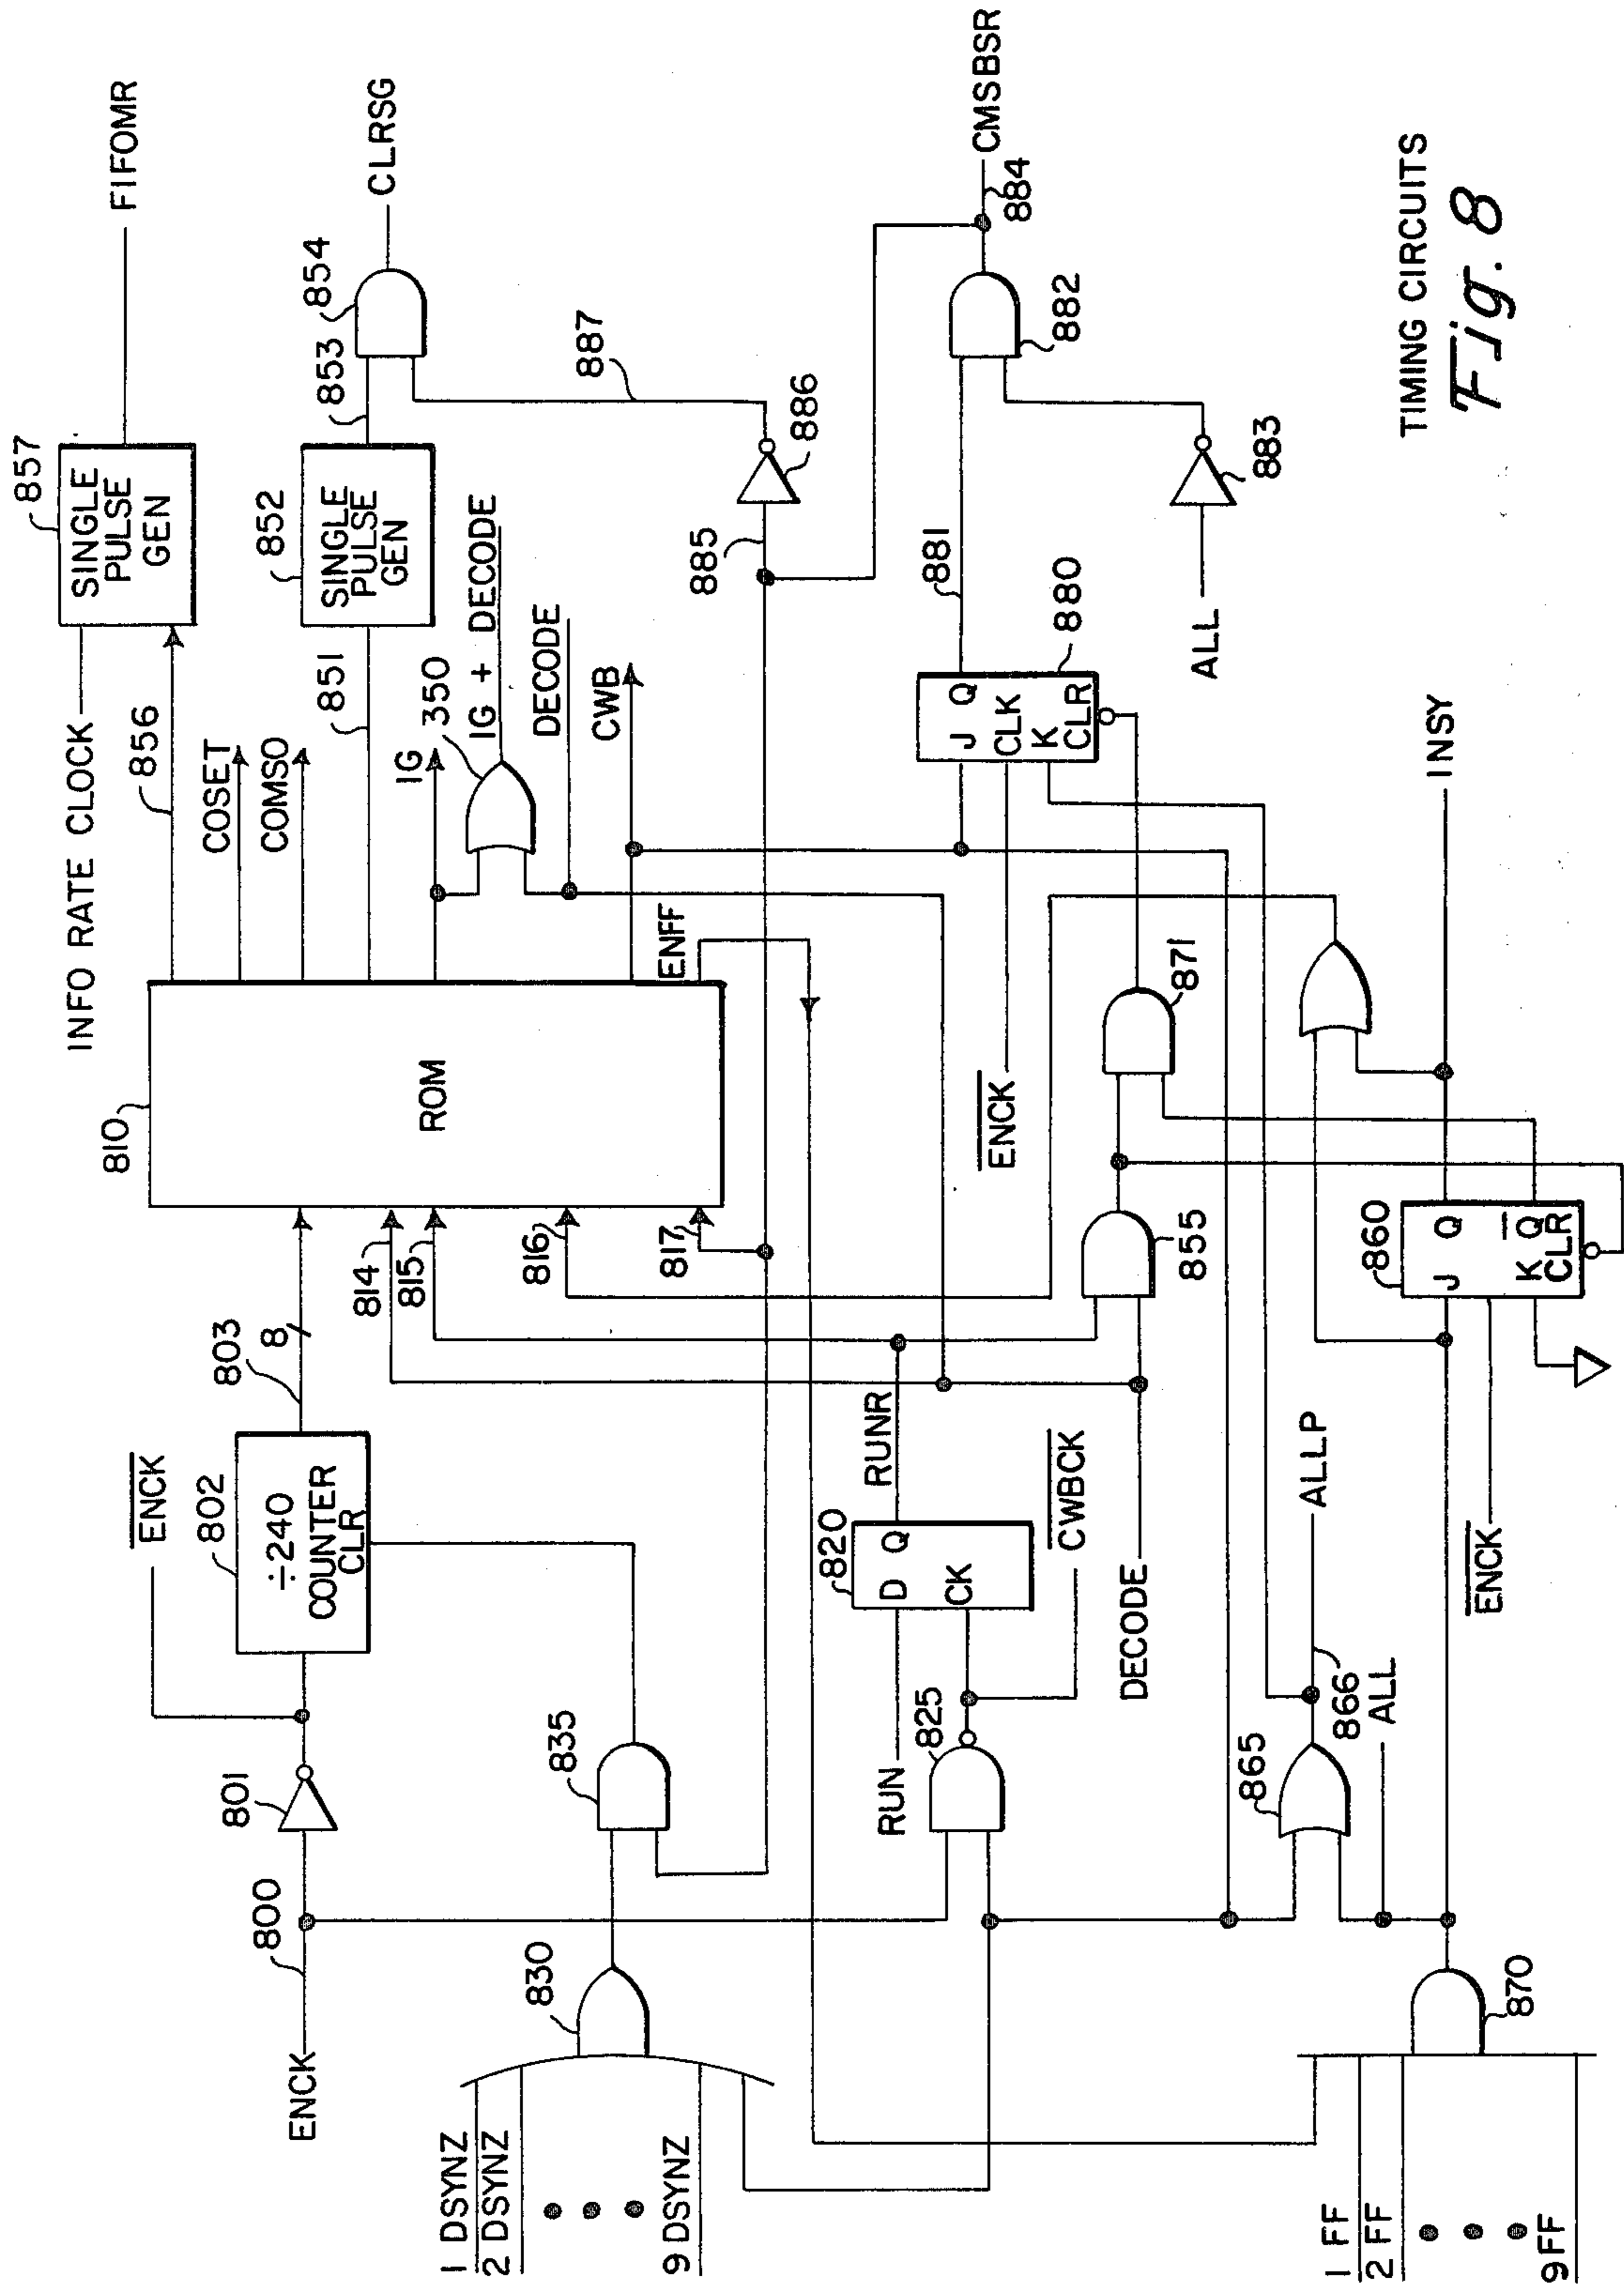 INFO RATE CLOCK
857
SINGLE
PULSE
GEN
FIFOMR
856
COSET
COMSO
852
SINGLE
PULSE
GEN
851
853
854
CLRSG
IG
350
IG + DECODE
DECODE
CWB
887
885
886
810
ROM
ENFF
814
815
816
817
ENCK
800
801
ENCK
802
÷240
COUNTER
CLR
803
8
1 DSYNZ
2 DSYNZ
9 DSYNZ
830
835
RUN
820
D Q
CK
RUNR
825
CWBCK
DECODE
855
871
ENCK
J Q
CLK
K
CLR
880
881
882
884
CMSBSR
ALL
883
865
866
ALLP
ALL
1 FF
2 FF
9FF
870
ENCK
860
J Q
K Q
CLR
INSY
TIMING CIRCUITS
Fig. 8